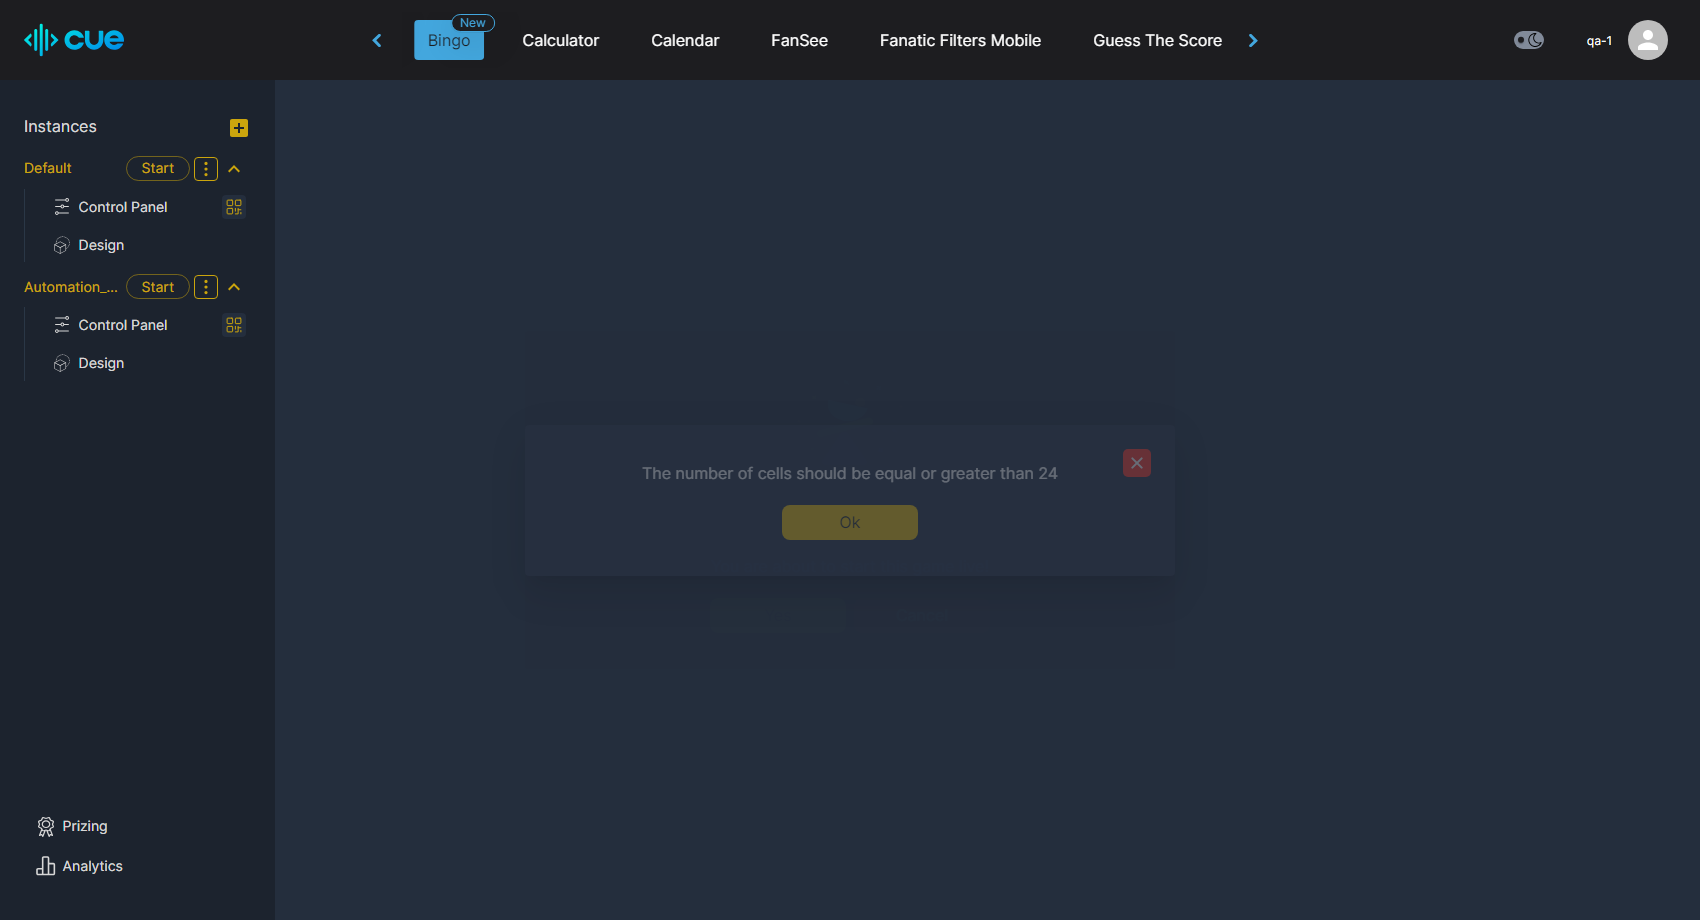 cue
Bingo
New
Calculator
Calendar
FanSee
Fanatic Filters Mobile
Guess The Score
qa-1
Instances
Default
Start
Control Panel
Design
Automation_...
Start
Control Panel
Design
The number of cells should be equal or greater than 24
Ok
Prizing
Analytics